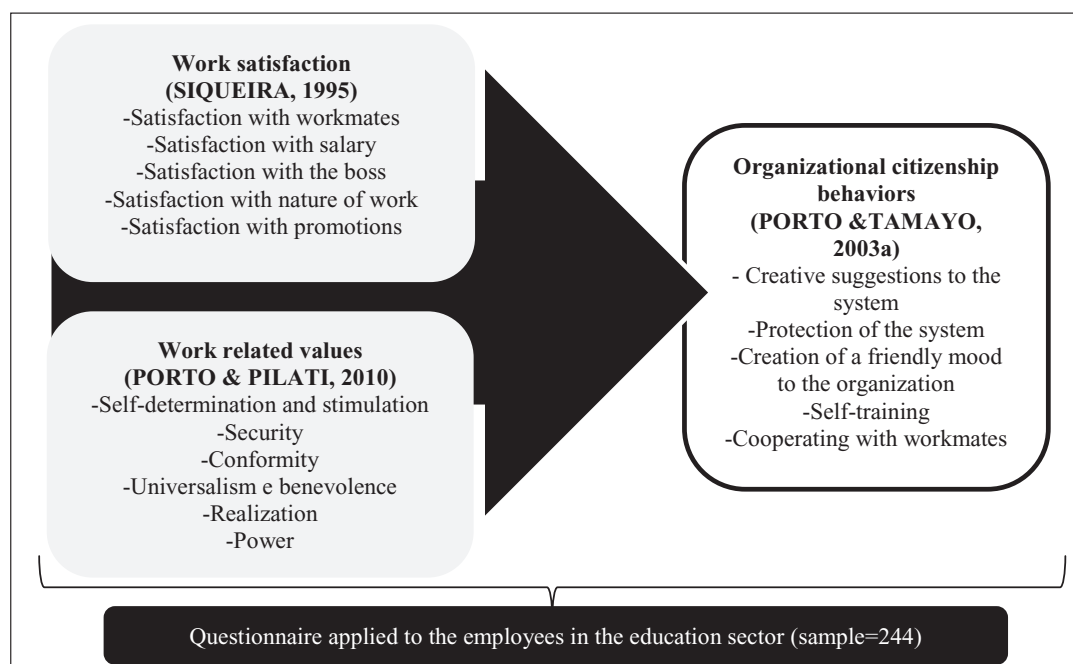 Work satisfaction
(SIQUEIRA, 1995)
-Satisfaction with workmates
-Satisfaction with salary
-Satisfaction with the boss
-Satisfaction with nature of work
-Satisfaction with promotions
Work related values
(PORTO & PILATI, 2010)
-Self-determination and stimulation
-Security
-Conformity
-Universalism e benevolence
-Realization
-Power
Organizational citizenship
behaviors
(PORTO &TAMAYO,
2003a)
- Creative suggestions to the
system
-Protection of the system
-Creation of a friendly mood
to the organization
-Self-training
-Cooperating with workmates
Questionnaire applied to the employees in the education sector (sample=244)